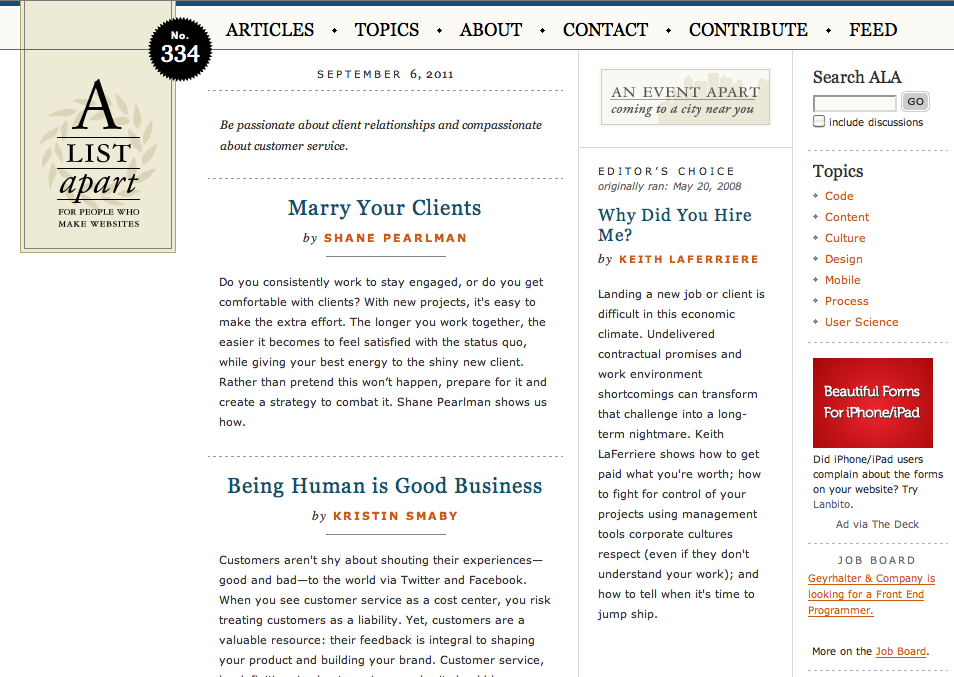 ARTICLES • TOPICS • ABOUT • CONTACT • CONTRIBUTE • FEED
No.
334
A
LIST
apart
FOR PEOPLE WHO
MAKE WEBSITES
SEPTEMBER 6, 2011
Be passionate about client relationships and compassionate
about customer service.
Marry Your Clients
by SHANE PEARLMAN
Do you consistently work to stay engaged, or do you get
comfortable with clients? With new projects, it's easy to
make the extra effort. The longer you work together, the
easier it becomes to feel satisfied with the status quo,
while giving your best energy to the shiny new client.
Rather than pretend this won’t happen, prepare for it and
create a strategy to combat it. Shane Pearlman shows us
how.
Being Human is Good Business
by KRISTIN SMABY
Customers aren't shy about shouting their experiences—
good and bad—to the world via Twitter and Facebook.
When you see customer service as a cost center, you risk
treating customers as a liability. Yet, customers are a
valuable resource: their feedback is integral to shaping
your product and building your brand. Customer service,
AN EVENT APART
coming to a city near you
EDITOR’S CHOICE
originally ran: May 20, 2008
Why Did You Hire
Me?
by KEITH LAFERRIERE
Landing a new job or client is
difficult in this economic
climate. Undelivered
contractual promises and
work environment
shortcomings can transform
that challenge into a long-
term nightmare. Keith
LaFerriere shows how to get
paid what you're worth; how
to fight for control of your
projects using management
tools corporate cultures
respect (even if they don't
understand your work); and
how to tell when it's time to
jump ship.
Search ALA
GO
include discussions
Topics
Code
Content
Culture
Design
Mobile
Process
User Science
Beautiful Forms
For iPhone/iPad
Did iPhone/iPad users
complain about the forms
on your website? Try
Lanbito.
Ad via The Deck
JOB BOARD
Geyrhalter & Company is
looking for a Front End
Programmer.
More on the Job Board.